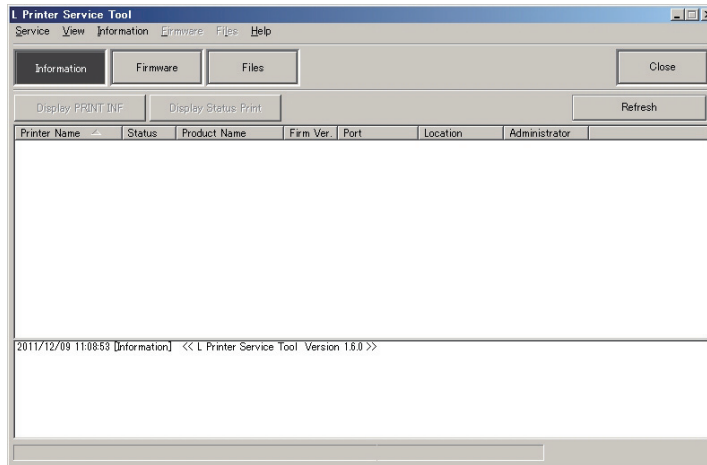 L Printer Service Tool
Service View Information Firmware Files Help
Information Firmware Files Close
Display PRINT INF Display Status Print Refresh
Printer Name Status Product Name Firm Ver. Port Location Administrator
2011/12/09 11:08:53 [Information] << L Printer Service Tool Version 1.6.0 >>